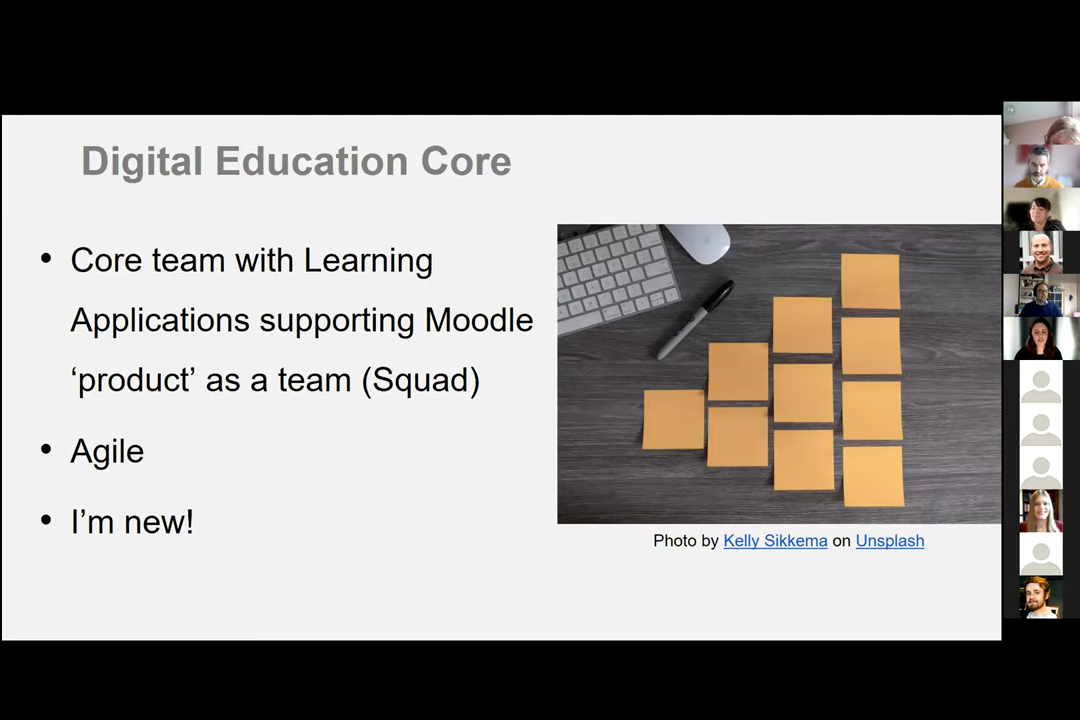 Digital Education Core
• Core team with Learning
Applications supporting Moodle
‘product’ as a team (Squad)
• Agile
• I’m new!
Photo by Kelly Sikkema on Unsplash